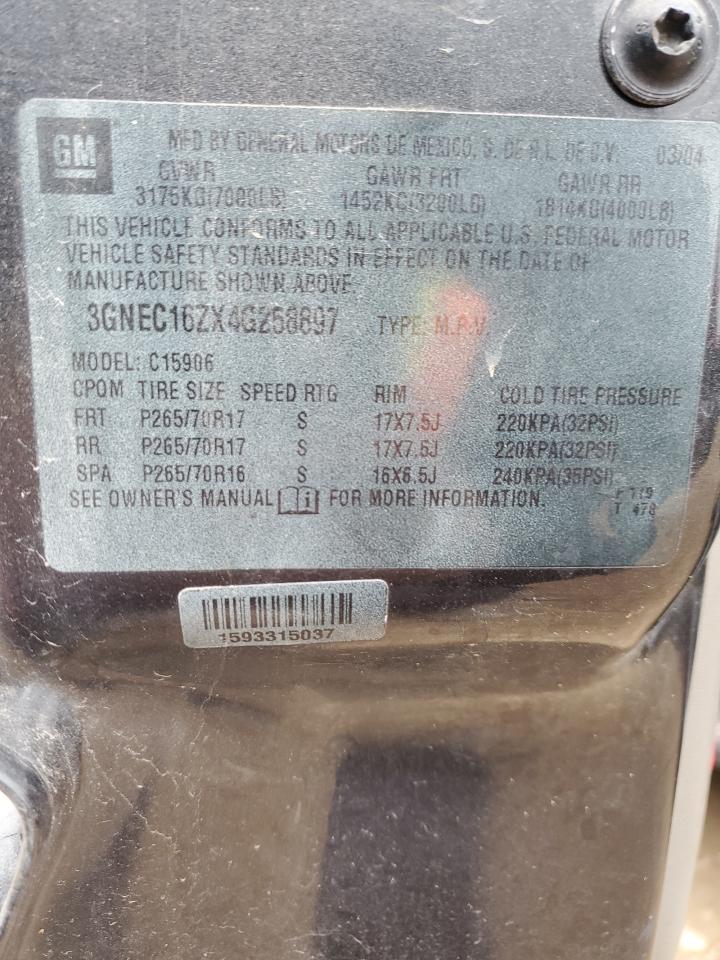 GM
MFD BY GENERAL MOTORS DE MEXICO, S. DE R.L. DE C.V. 03/04
GVWR GAWR FRT GAWR RR
3175KG(7000LB) 1452KG(3200LB) 1814KG(4000LB)
THIS VEHICLE CONFORMS TO ALL APPLICABLE U.S. FEDERAL MOTOR
VEHICLE SAFETY STANDARDS IN EFFECT ON THE DATE OF
MANUFACTURE SHOWN ABOVE
3GNEC16ZX4G258897 TYPE: M.P.V.
MODEL: C15906
CPOM TIRE SIZE SPEED RTG RIM COLD TIRE PRESSURE
FRT P265/70R17 S 17X7.5J 220KPA(32PSI)
RR P265/70R17 S 17X7.5J 220KPA(32PSI)
SPA P265/70R16 S 16X6.5J 240KPA(35PSI)
SEE OWNER'S MANUAL i FOR MORE INFORMATION.
T 478
1593315037